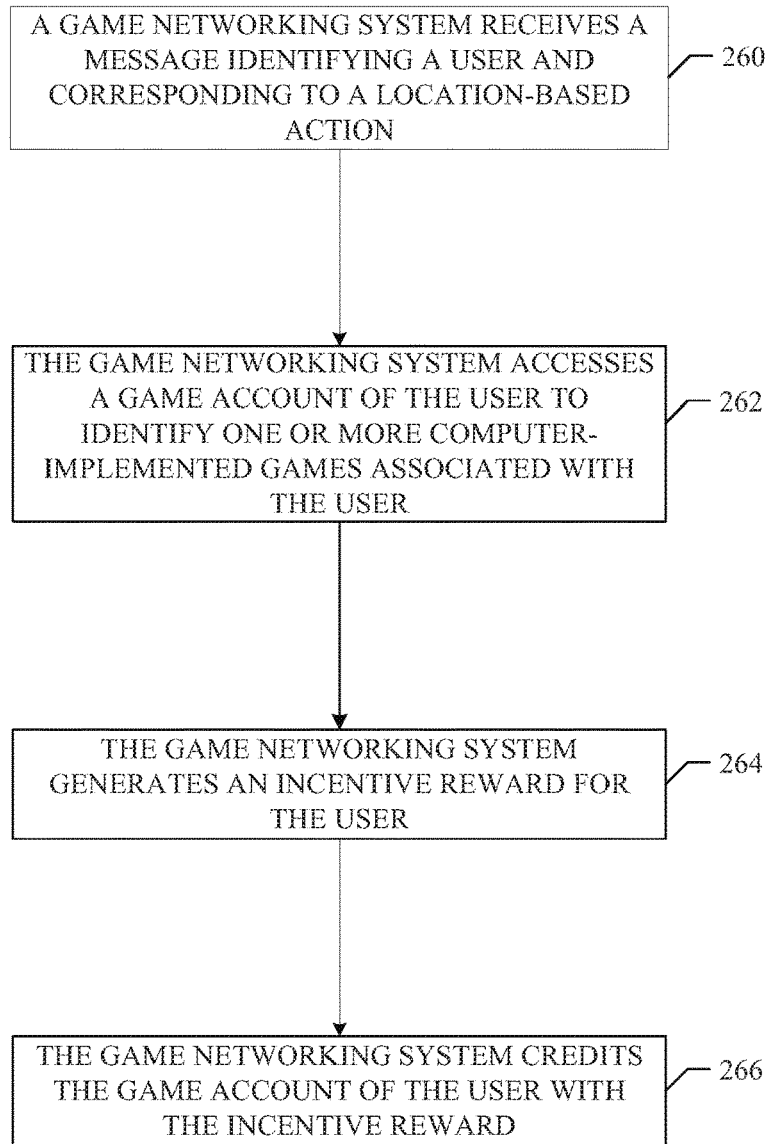 A GAME NETWORKING SYSTEM RECEIVES A
MESSAGE IDENTIFYING A USER AND
CORRESPONDING TO A LOCATION-BASED
ACTION
260
THE GAME NETWORKING SYSTEM ACCESSES
A GAME ACCOUNT OF THE USER TO
IDENTIFY ONE OR MORE COMPUTER-
IMPLEMENTED GAMES ASSOCIATED WITH
THE USER
262
THE GAME NETWORKING SYSTEM
GENERATES AN INCENTIVE REWARD FOR
THE USER
264
THE GAME NETWORKING SYSTEM CREDITS
THE GAME ACCOUNT OF THE USER WITH
THE INCENTIVE REWARD
266